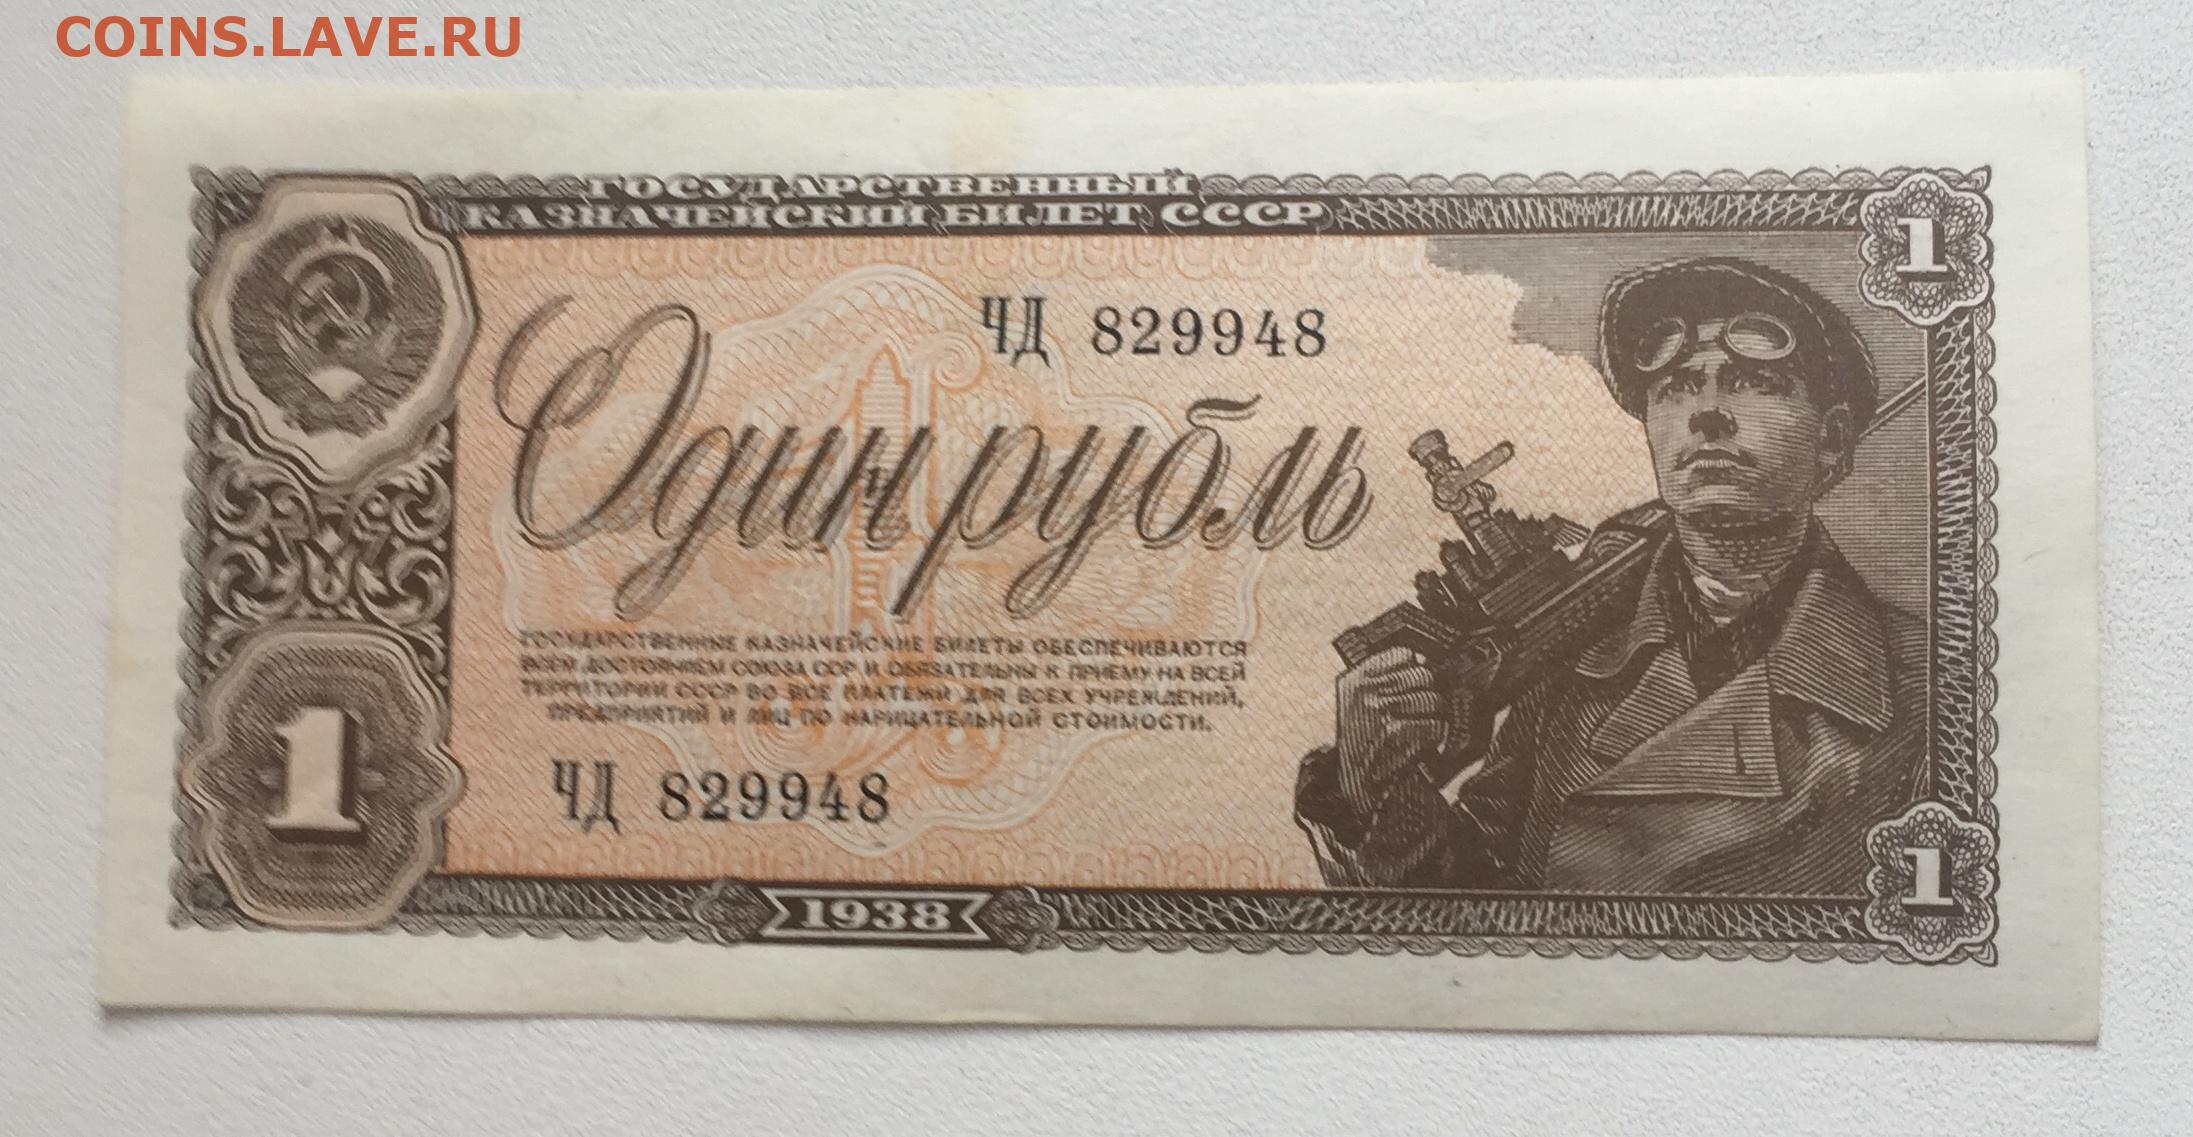 COINS.LAVE.RU
ГОСУДАРСТВЕННЫЙ
КАЗНАЧЕЙСКИЙ БИЛЕТ СССР
1
ЧД 829948
Один рубль
ГОСУДАРСТВЕННЫЕ КАЗНАЧЕЙСКИЕ БИЛЕТЫ ОБЕСПЕЧИВАЮТСЯ
ВСЕМ ДОСТОЯНИЕМ СОЮЗА ССР И ОБЯЗАТЕЛЬНЫ К ПРИЕМУ НА ВСЕЙ
ТЕРРИТОРИИ СССР ВО ВСЕ ПЛАТЕЖИ ДЛЯ ВСЕХ УЧРЕЖДЕНИЙ,
ПРЕДПРИЯТИЙ И ЛИЦ ПО НАРИЦАТЕЛЬНОЙ СТОИМОСТИ.
1
ЧД 829948
1
1938